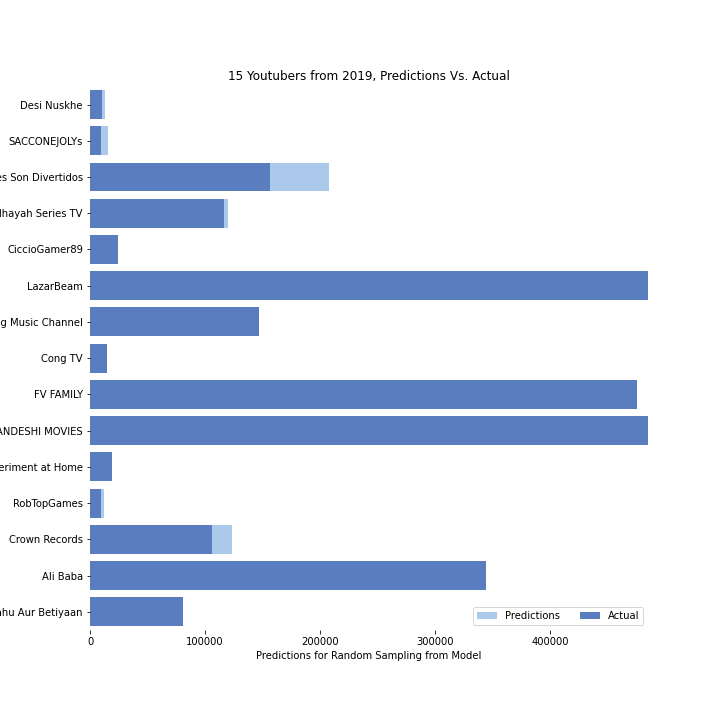 15 Youtubers from 2019, Predictions Vs. Actual
Desi Nuskhe
SACCONEJOLYs
es Son Divertidos
lhayah Series TV
CiccioGamer89
LazarBeam
g Music Channel
Cong TV
FV FAMILY
ANDESHI MOVIES
eriment at Home
RobTopGames
Crown Records
Ali Baba
ahu Aur Betiyaan
Predictions
Actual
0
100000
200000
300000
400000
Predictions for Random Sampling from Model